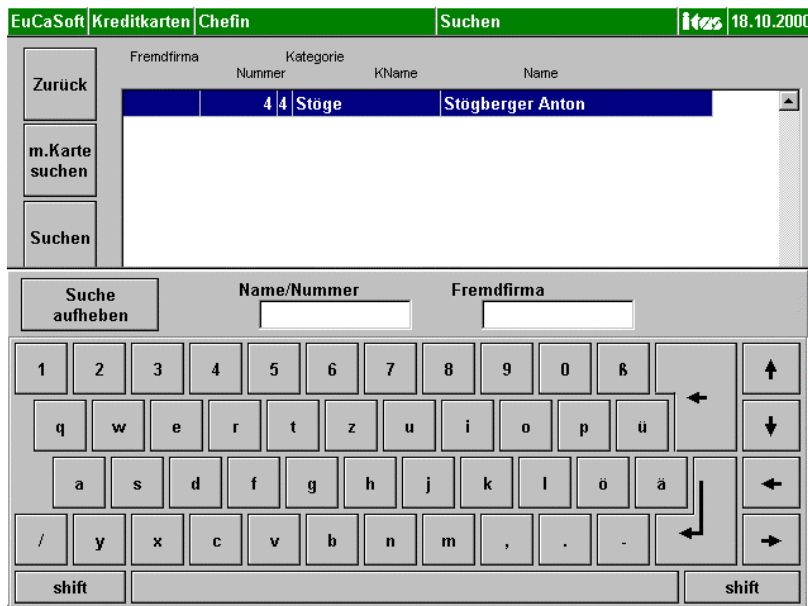 EuCaSoft Kreditkarten Chefin Suchen ites 18.10.2000
Fremdfirma Kategorie
Nummer KName Name
Zurück
4 4 Stöge Stögberger Anton
m.Karte
suchen
Suchen
Suche
aufheben
Name/Nummer Fremdfirma
1 2 3 4 5 6 7 8 9 0 ß
q w e r t z u i o p ü
a s d f g h j k l ö ä
/ y x c v b n m , . -
shift shift